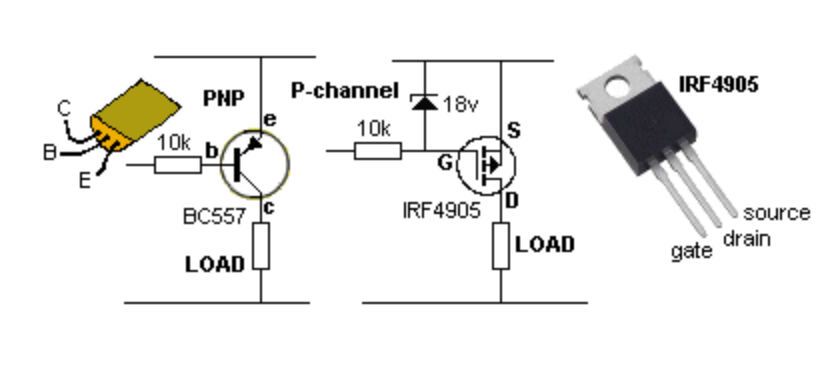 C
B
E
PNP
10k
b
e
c
BC557
LOAD
P-channel
18v
10k
G
S
D
IRF4905
LOAD
IRF4905
source
drain
gate